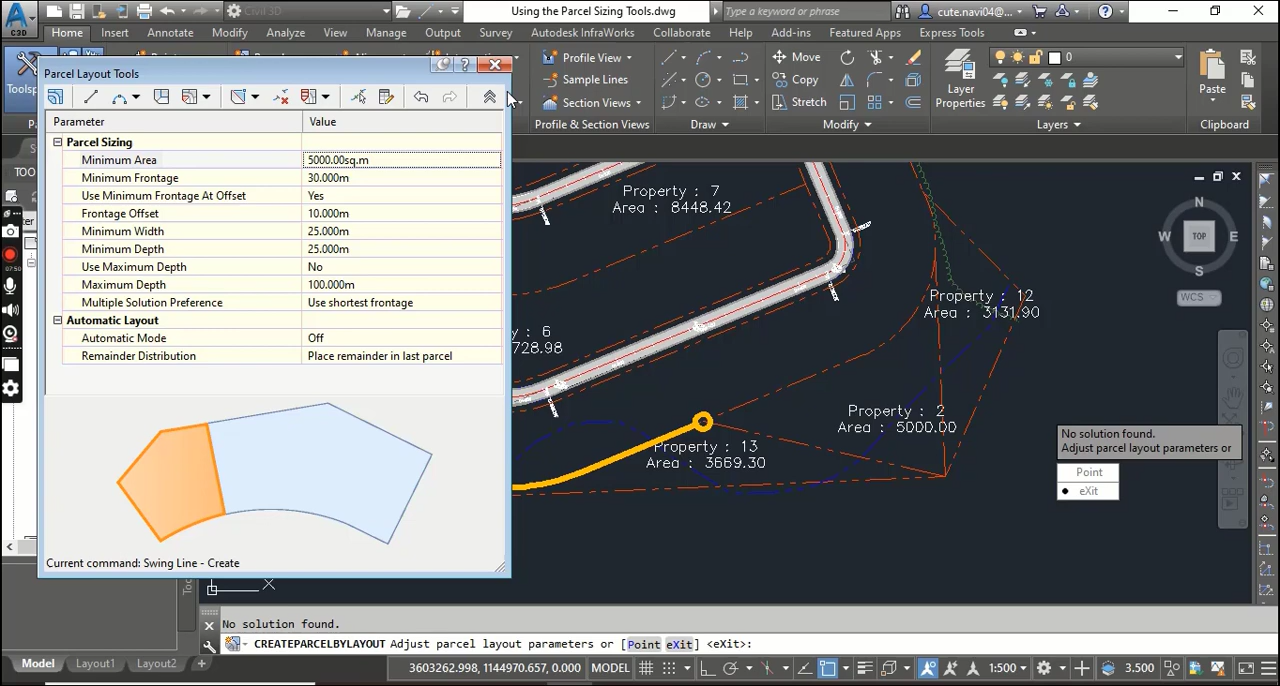 Civil 3D
Using the Parcel Sizing Tools.dwg
Type a keyword or phrase
cute.navi04@...
C3D
Home Insert Annotate Modify Analyze View Manage Output Survey Autodesk InfraWorks Collaborate Help Add-ins Featured Apps Express Tools
Toolsp
Profile View
Sample Lines
Section Views
Profile & Section Views
Draw
Move
Copy
Stretch
Modify
Layer
Properties
0
Layers
Paste
Clipboard
Parcel Layout Tools
Parameter Value
Parcel Sizing
Minimum Area 5000.00sq.m
Minimum Frontage 30.000m
Use Minimum Frontage At Offset Yes
Frontage Offset 10.000m
Minimum Width 25.000m
Minimum Depth 25.000m
Use Maximum Depth No
Maximum Depth 100.000m
Multiple Solution Preference Use shortest frontage
Automatic Layout
Automatic Mode Off
Remainder Distribution Place remainder in last parcel
Current command: Swing Line - Create
TOO
07:50
Property : 7
Area : 8448.42
y : 6
728.98
Property : 12
Area : 3131.90
Property : 2
Area : 5000.00
Property : 13
Area : 3669.30
N
W TOP E
S
WCS
No solution found.
Adjust parcel layout parameters or
Point
eXit
No solution found.
CREATEPARCELBYLAYOUT Adjust parcel layout parameters or [Point eXit] <eXit>:
Model Layout1 Layout2 +
3603262.998, 1144970.657, 0.000 MODEL 1:500 3.500